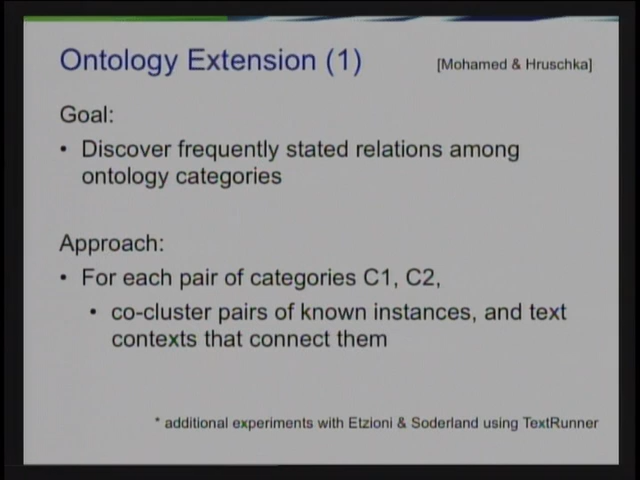 Ontology Extension (1)
[Mohamed & Hruschka]
Goal:
• Discover frequently stated relations among
ontology categories
Approach:
• For each pair of categories C1, C2,
• co-cluster pairs of known instances, and text
contexts that connect them
* additional experiments with Etzioni & Soderland using TextRunner